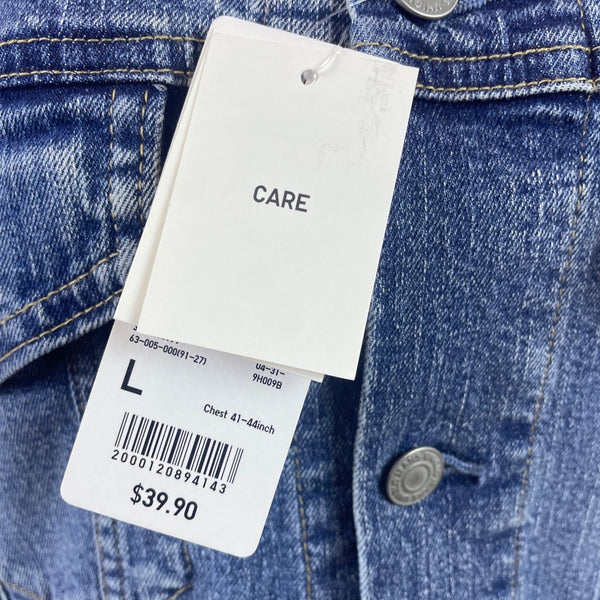 CARE
63-005-000(91-27)
04-31-
9H009B
L
Chest 41-44inch
2000120894143
$39.90